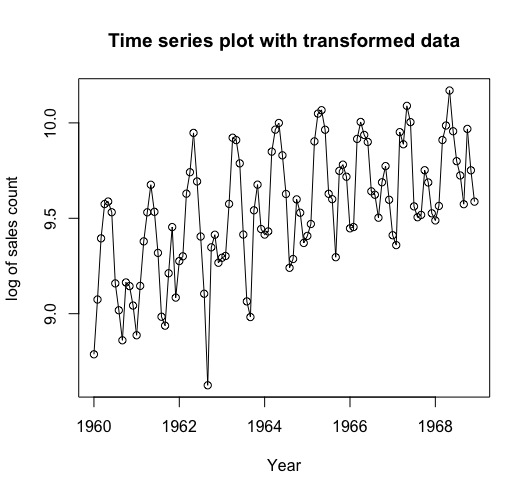 Time series plot with transformed data
log of sales count
10.0
9.5
9.0
1960 1962 1964 1966 1968
Year